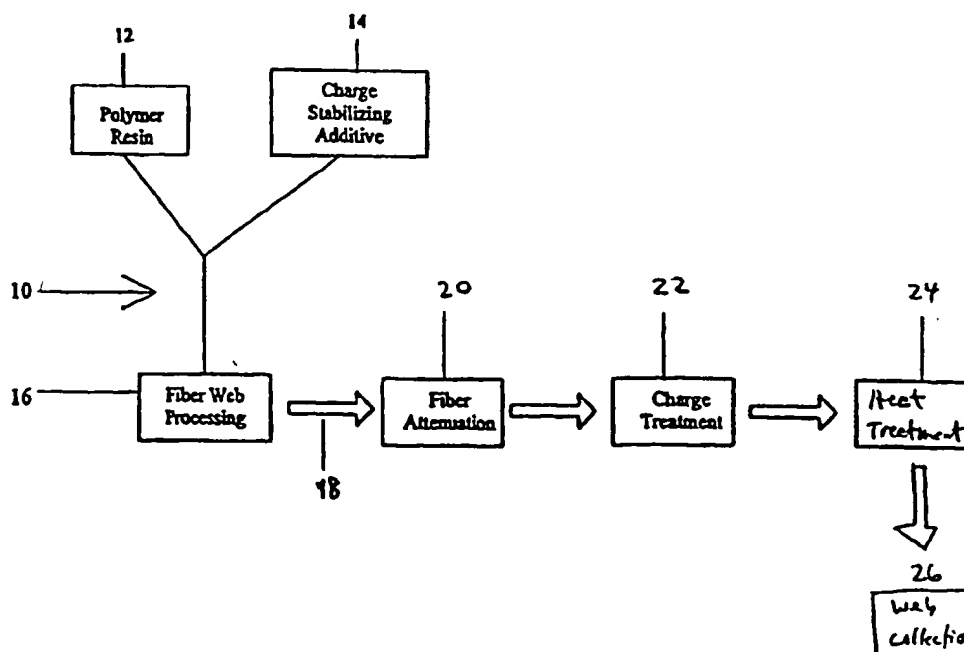 12
14
Polymer
Resin
Charge
Stabilizing
Additive
10
20
22
24
16
Fiber Web
Processing
Fiber
Attenuation
Charge
Treatment
Heat
Treatment
18
26
Web
collection